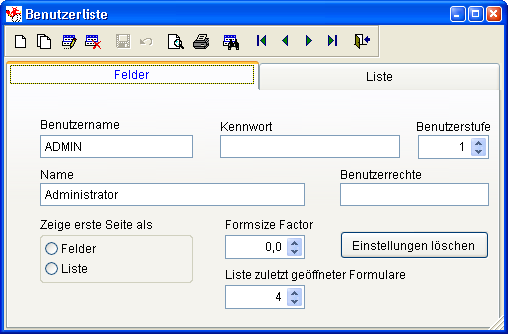 Benutzerliste
Felder Liste
Benutzername Kennwort Benutzerstufe
ADMIN 1
Name Benutzerrechte
Administrator
Zeige erste Seite als Formsize Factor
Felder 0,0 Einstellungen löschen
Liste
Liste zuletzt geöffneter Formulare
4